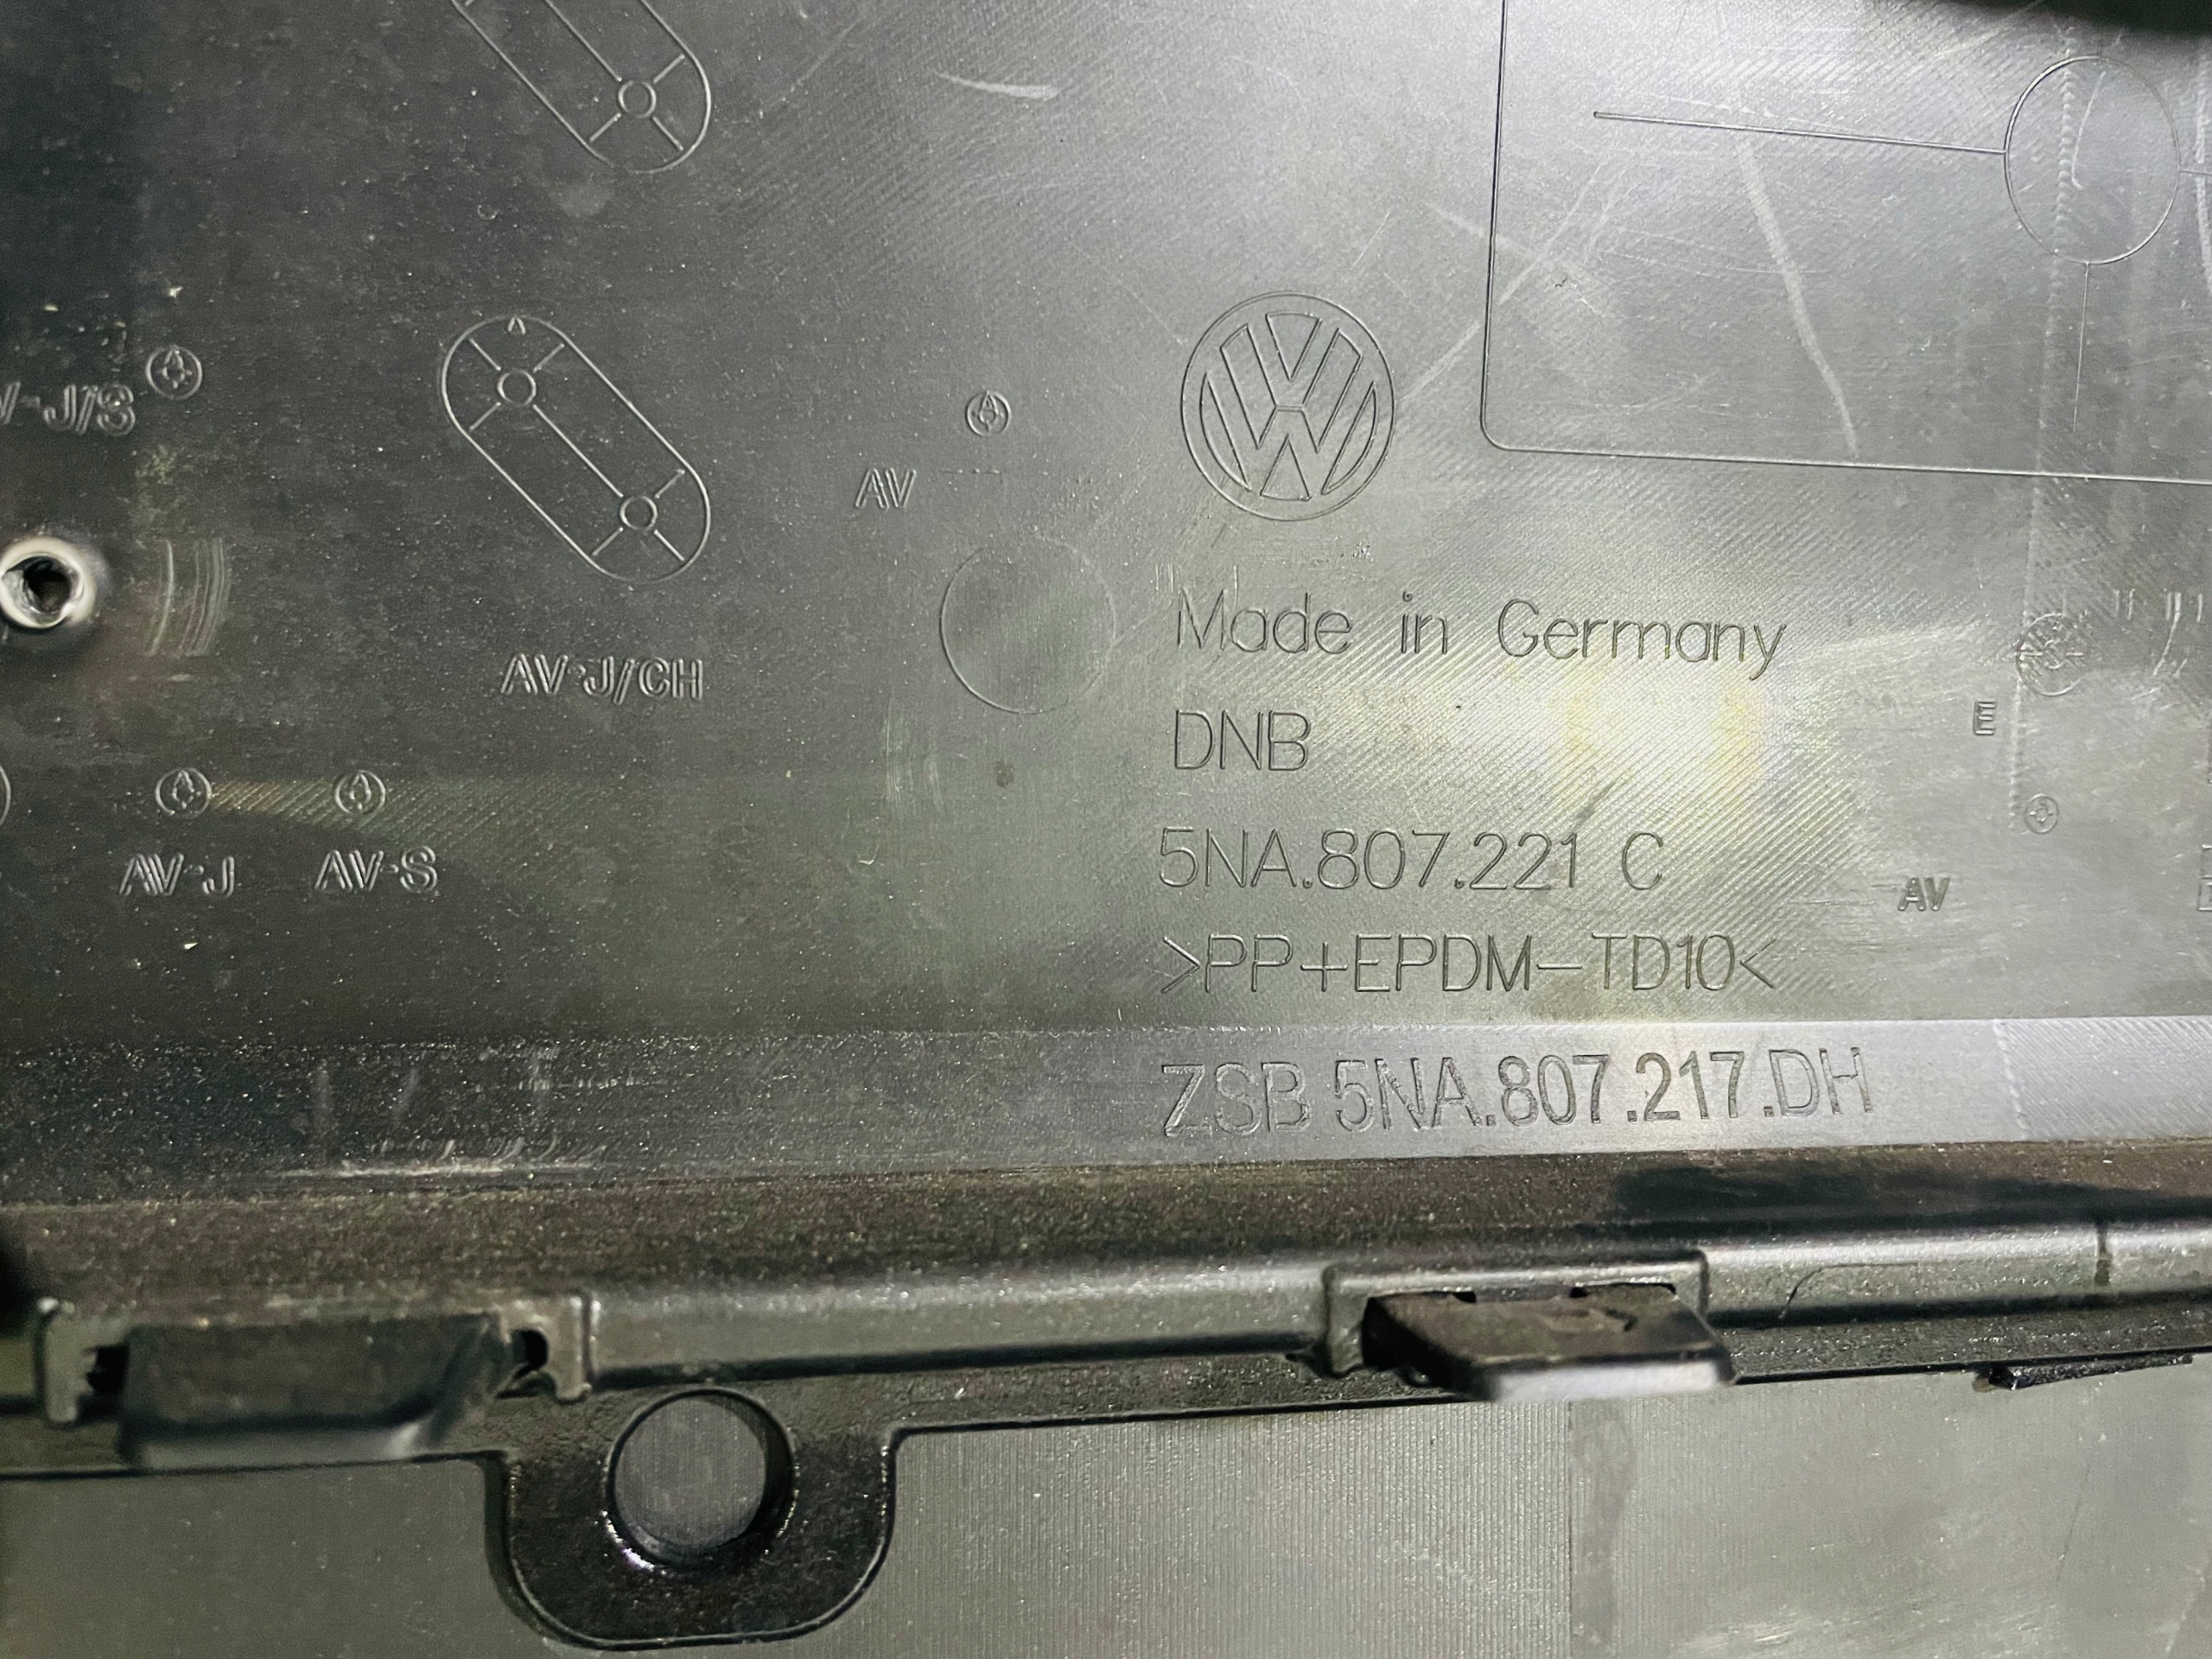 AV
AV-J/CH
AV-J
AV-S
Made in Germany
DNB
5NA.807.221 C
>PP+EPDM-TD10<
ZSB 5NA.807.217.DH
E
AV